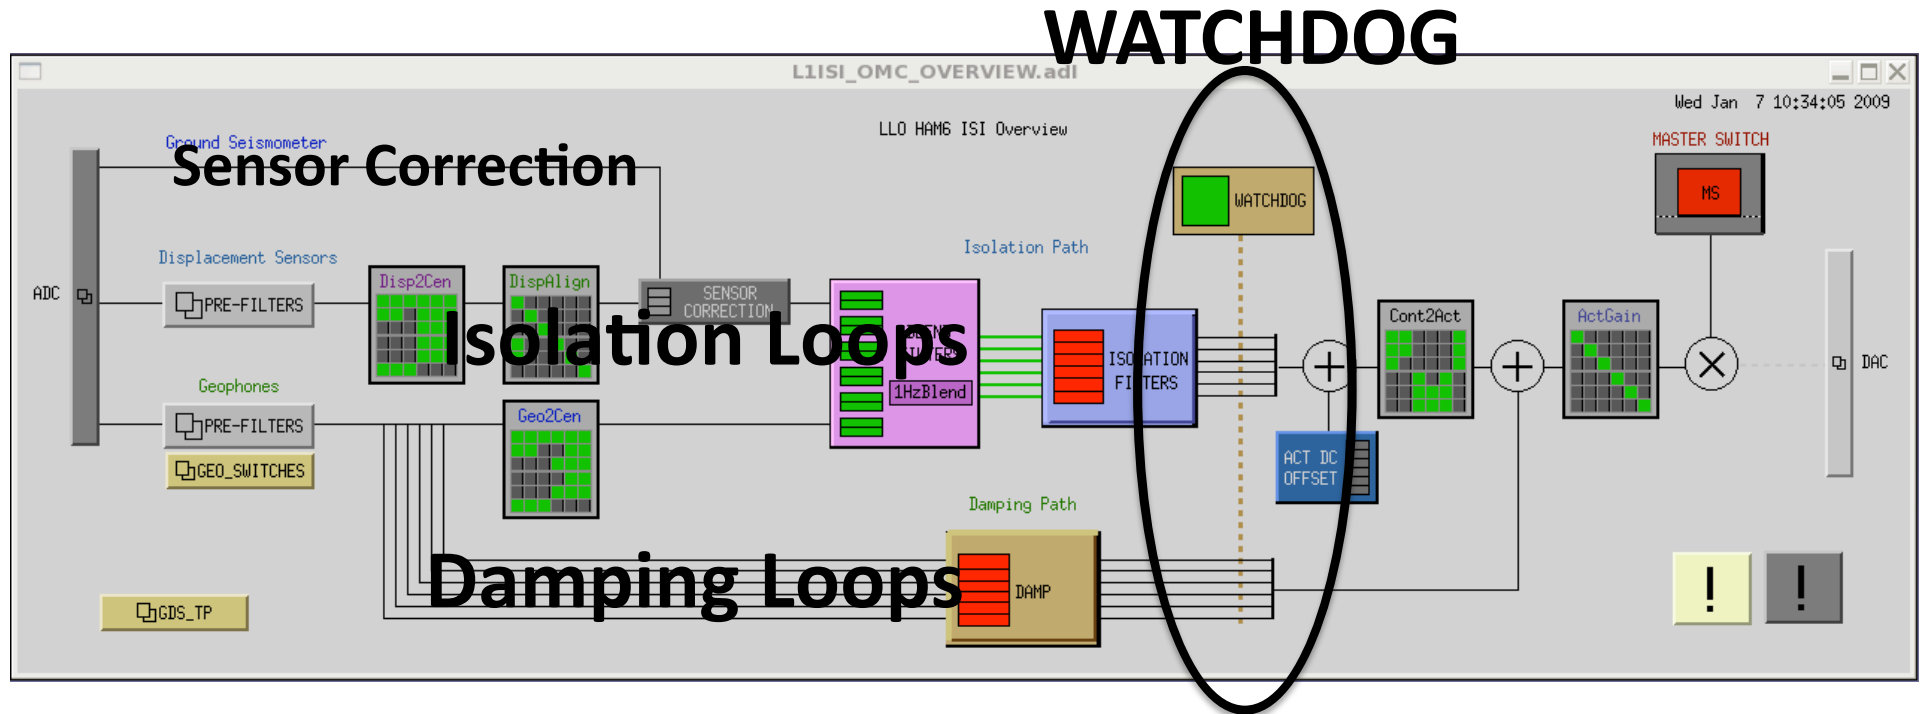 WATCHDOG
L1ISI_OMC_OVERVIEW.adl
Wed Jan 7 10:34:05 2009
LLO HAM6 ISI Overview
MASTER SWITCH
MS
Ground Seismometer
Sensor Correction
WATCHDOG
Displacement Sensors
Isolation Path
ADC
PRE-FILTERS
Disp2Cen
DispAlign
SENSOR
CORRECTION
Isolation Loops
1HzBlend
ISOLATION
FILTERS
Cont2Act
ActGain
DAC
Geophones
PRE-FILTERS
Geo2Cen
GEO_SWITCHES
ACT DC
OFFSET
Damping Path
Damping Loops
DAMP
GDS_TP
!
!